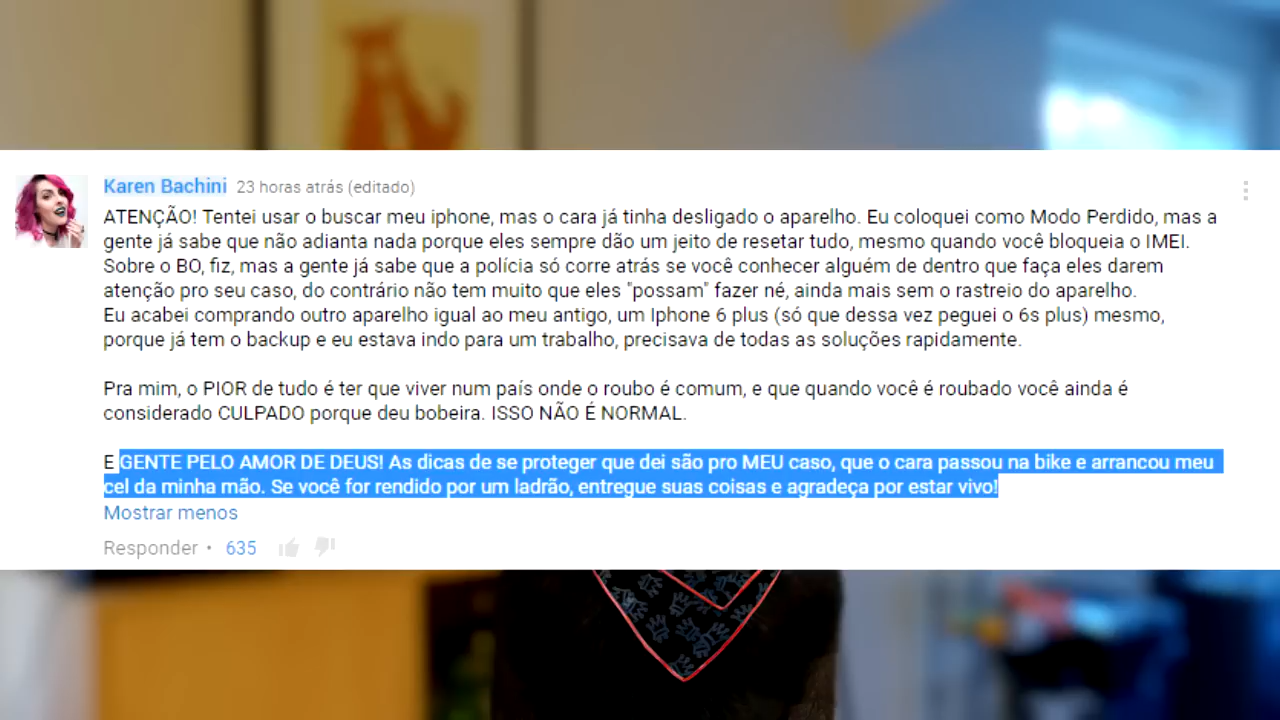 Karen Bachini 23 horas atrás (editado)
ATENÇÃO! Tentei usar o buscar meu iphone, mas o cara já tinha desligado o aparelho. Eu coloquei como Modo Perdido, mas a
gente já sabe que não adianta nada porque eles sempre dão um jeito de resetar tudo, mesmo quando você bloqueia o IMEI.
Sobre o BO, fiz, mas a gente já sabe que a polícia só corre atrás se você conhecer alguém de dentro que faça eles darem
atenção pro seu caso, do contrário não tem muito que eles "possam" fazer né, ainda mais sem o rastreio do aparelho.
Eu acabei comprando outro aparelho igual ao meu antigo, um Iphone 6 plus (só que dessa vez peguei o 6s plus) mesmo,
porque já tem o backup e eu estava indo para um trabalho, precisava de todas as soluções rapidamente.
Pra mim, o PIOR de tudo é ter que viver num país onde o roubo é comum, e que quando você é roubado você ainda é
considerado CULPADO porque deu bobeira. ISSO NÃO É NORMAL.
E GENTE PELO AMOR DE DEUS! As dicas de se proteger que dei são pro MEU caso, que o cara passou na bike e arrancou meu
cel da minha mão. Se você for rendido por um ladrão, entregue suas coisas e agradeça por estar vivo!
Mostrar menos
Responder • 635